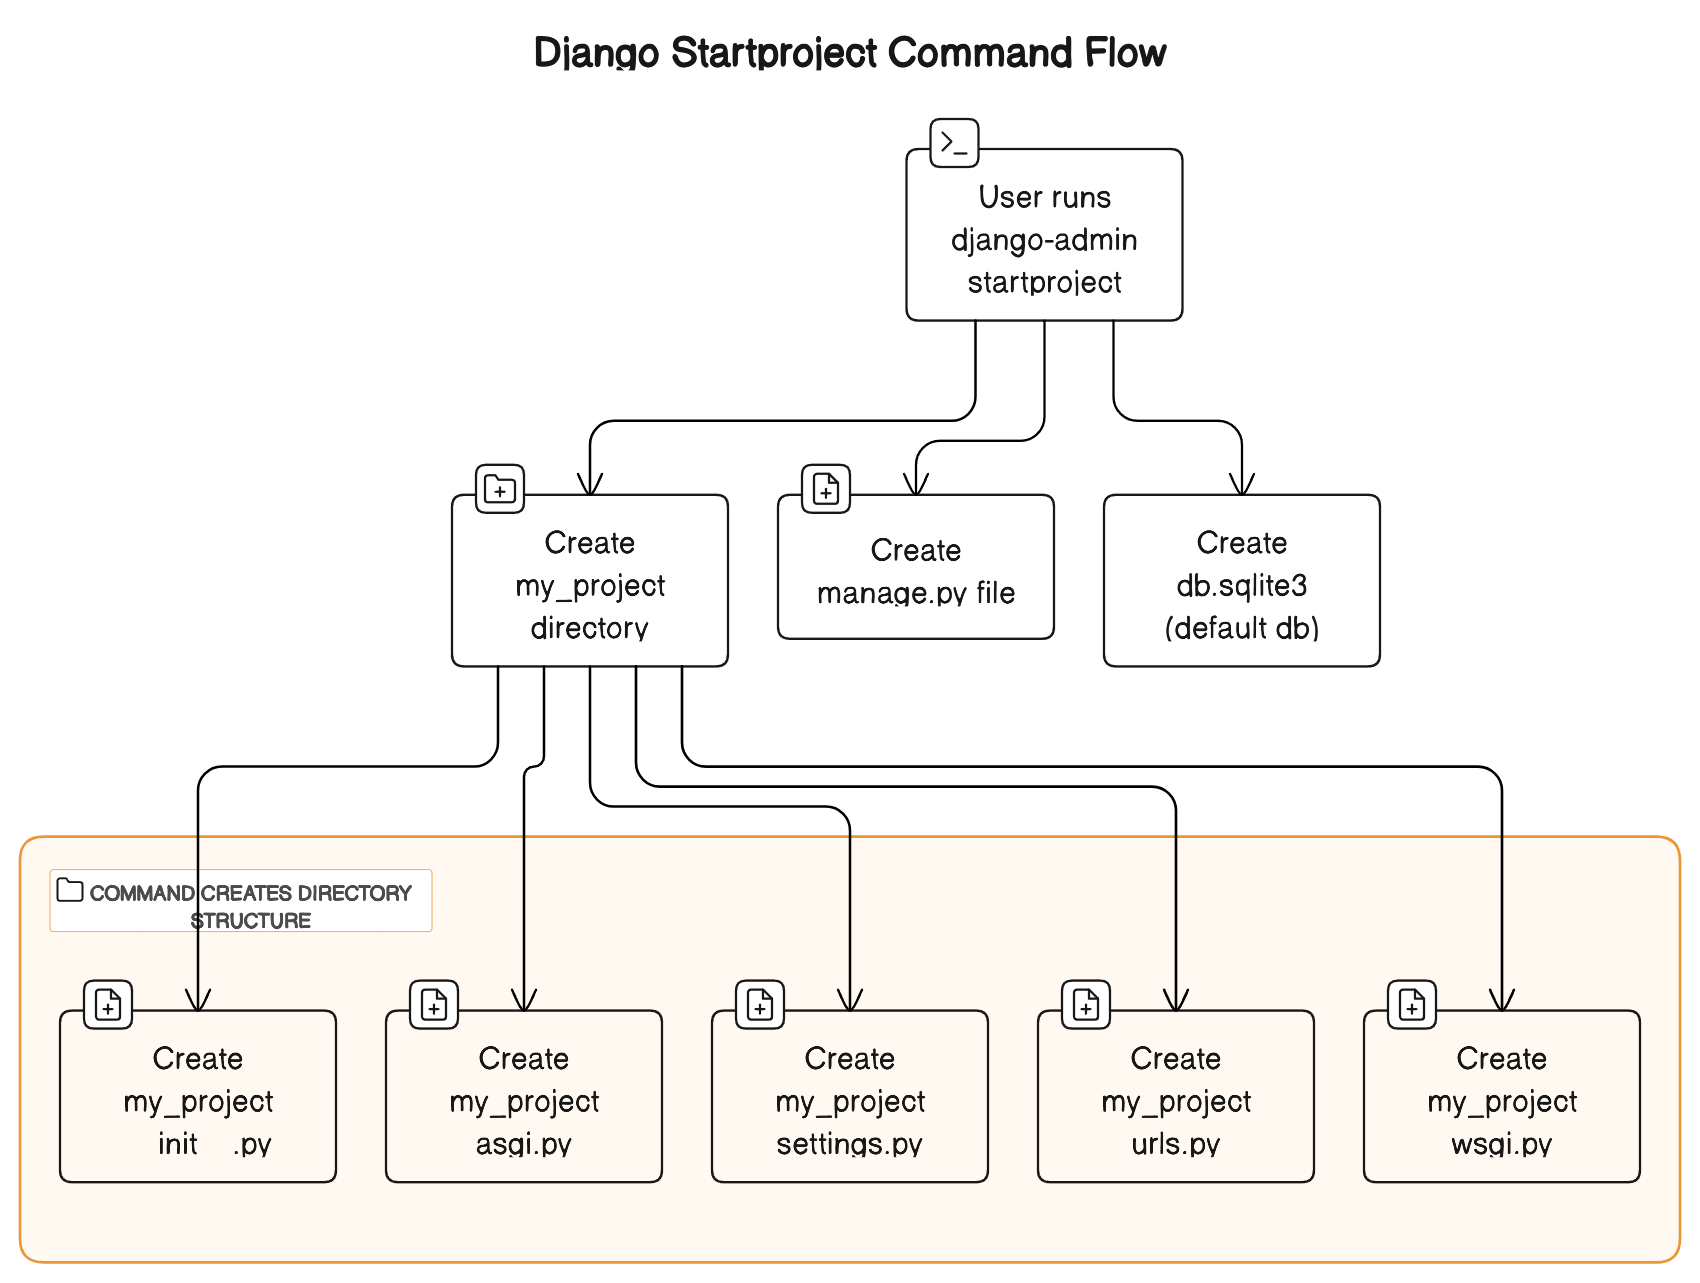 Django Startproject Command Flow
User runs
django-admin
startproject
Create
my_project
directory
Create
manage.py file
Create
db.sqlite3
(default db)
COMMAND CREATES DIRECTORY
STRUCTURE
Create
my_project
init .py
Create
my_project
asgi.py
Create
my_project
settings.py
Create
my_project
urls.py
Create
my_project
wsgi.py